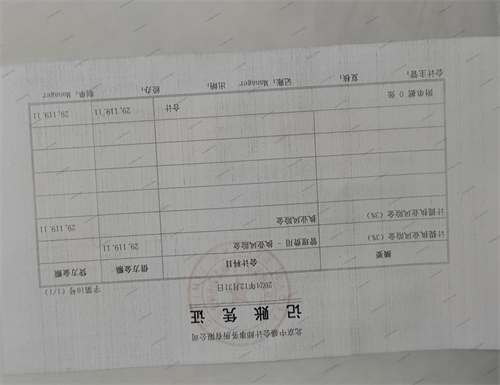 北京中盛会计师事务所有限公司
记 账 凭 证
2024年12月31日 字第16号 (1/1)
摘要 会计科目 借方金额 贷方金额
计提执业风险金 (3%) 管理费用 - 执业风险金 29,119.11
计提执业风险金 (3%) 执业风险金 29,119.11
附单据 0 张 合计 29,119.11 29,119.11
会计主管： 复核： 记账：Manager 出纳： 经办： 制单：Manager